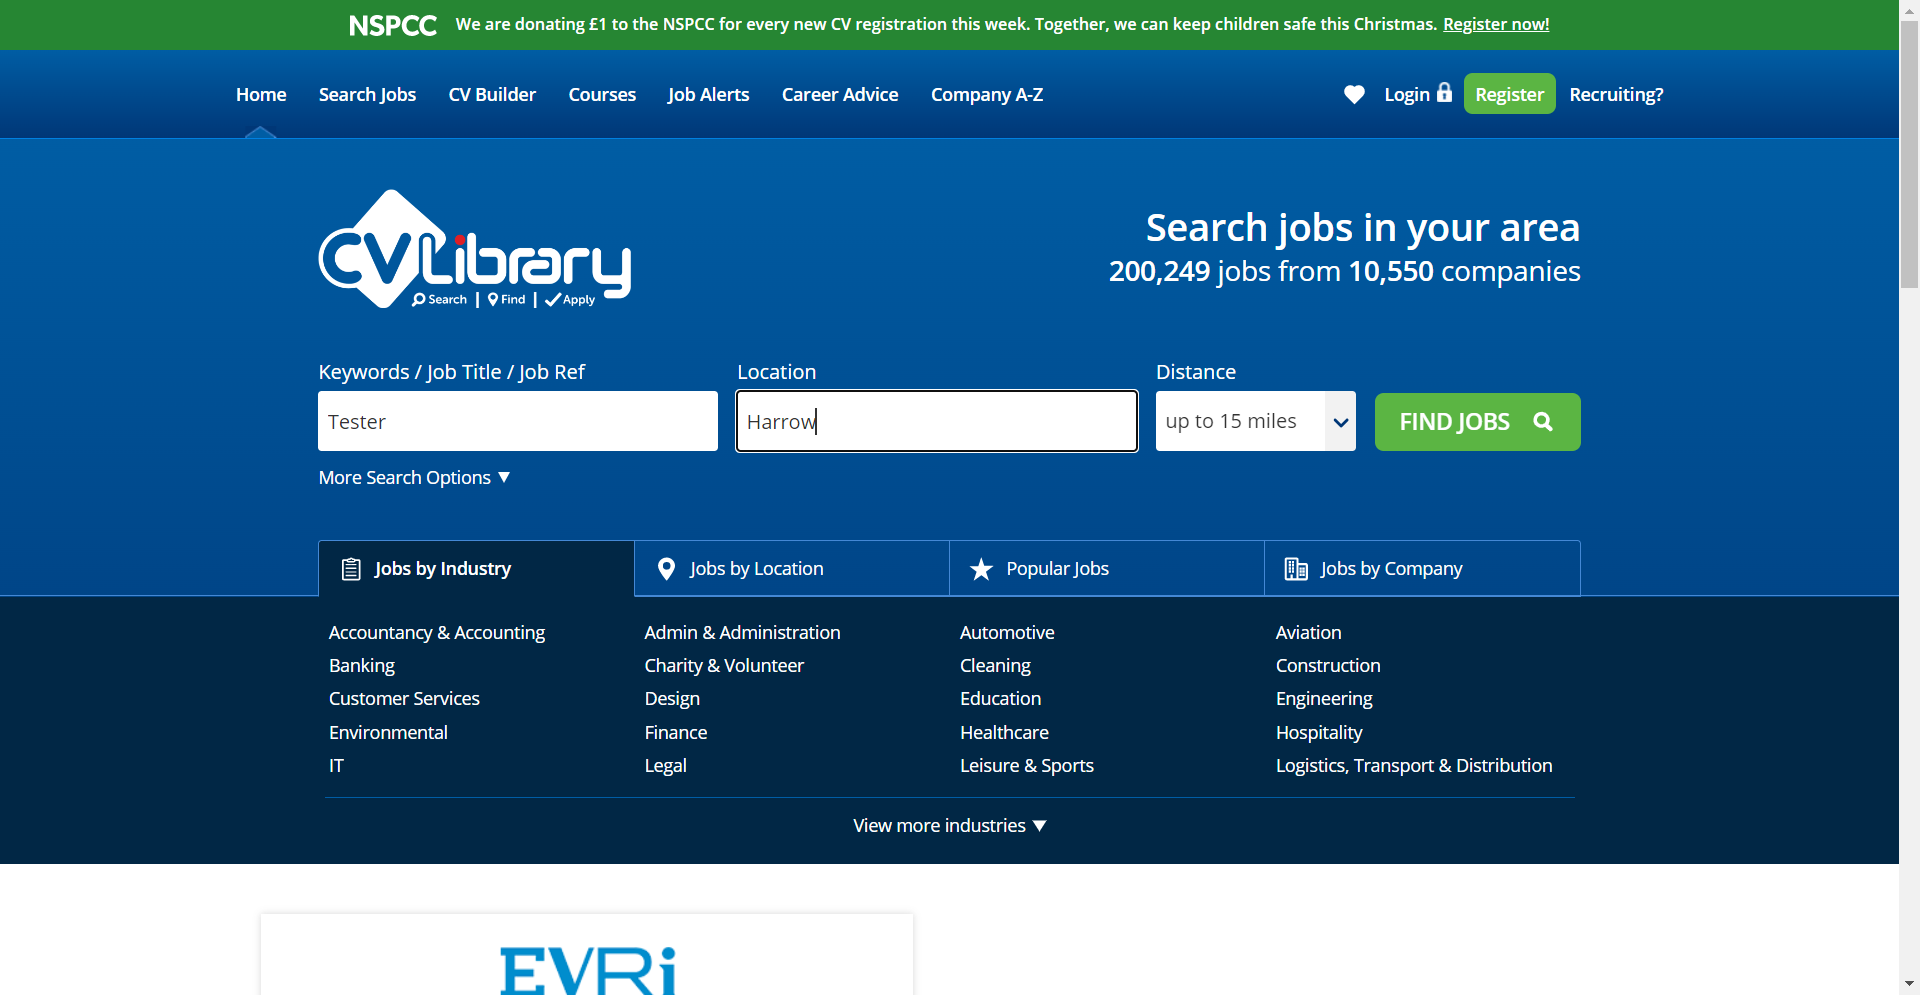 NSPCC We are donating £1 to the NSPCC for every new CV registration this week. Together, we can keep children safe this Christmas. Register now!
Home Search Jobs CV Builder Courses Job Alerts Career Advice Company A-Z Login Register Recruiting?
CV Library
Search | Find | Apply
Search jobs in your area
200,249 jobs from 10,550 companies
Keywords / Job Title / Job Ref Location Distance
Tester Harrow up to 15 miles FIND JOBS
More Search Options
Jobs by Industry Jobs by Location Popular Jobs Jobs by Company
Accountancy & Accounting Admin & Administration Automotive Aviation
Banking Charity & Volunteer Cleaning Construction
Customer Services Design Education Engineering
Environmental Finance Healthcare Hospitality
IT Legal Leisure & Sports Logistics, Transport & Distribution
View more industries
EVRi